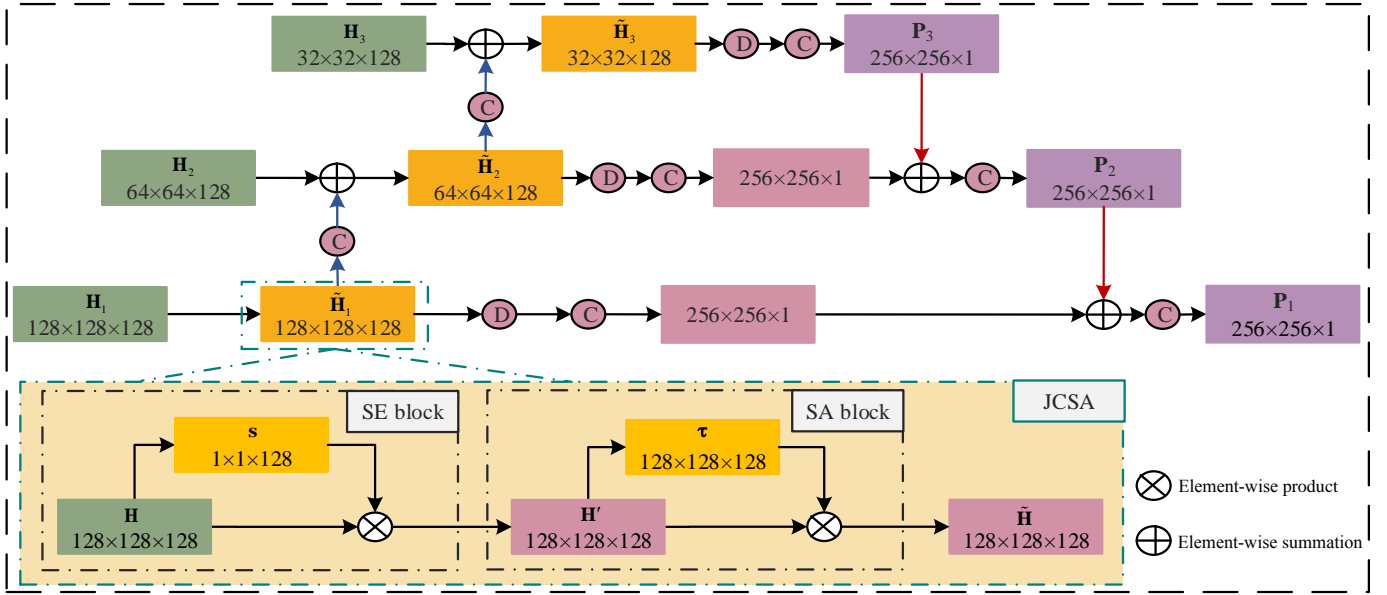 H₃
32×32×128
H̃₃
32×32×128
D
C
P₃
256×256×1
C
H₂
64×64×128
H̃₂
64×64×128
D
C
256×256×1
C
P₂
256×256×1
C
H₁
128×128×128
H̃₁
128×128×128
D
C
256×256×1
C
P₁
256×256×1
SE block
SA block
JCSA
s
1×1×128
τ
128×128×128
H
128×128×128
H′
128×128×128
H̃
128×128×128
Element-wise product
Element-wise summation